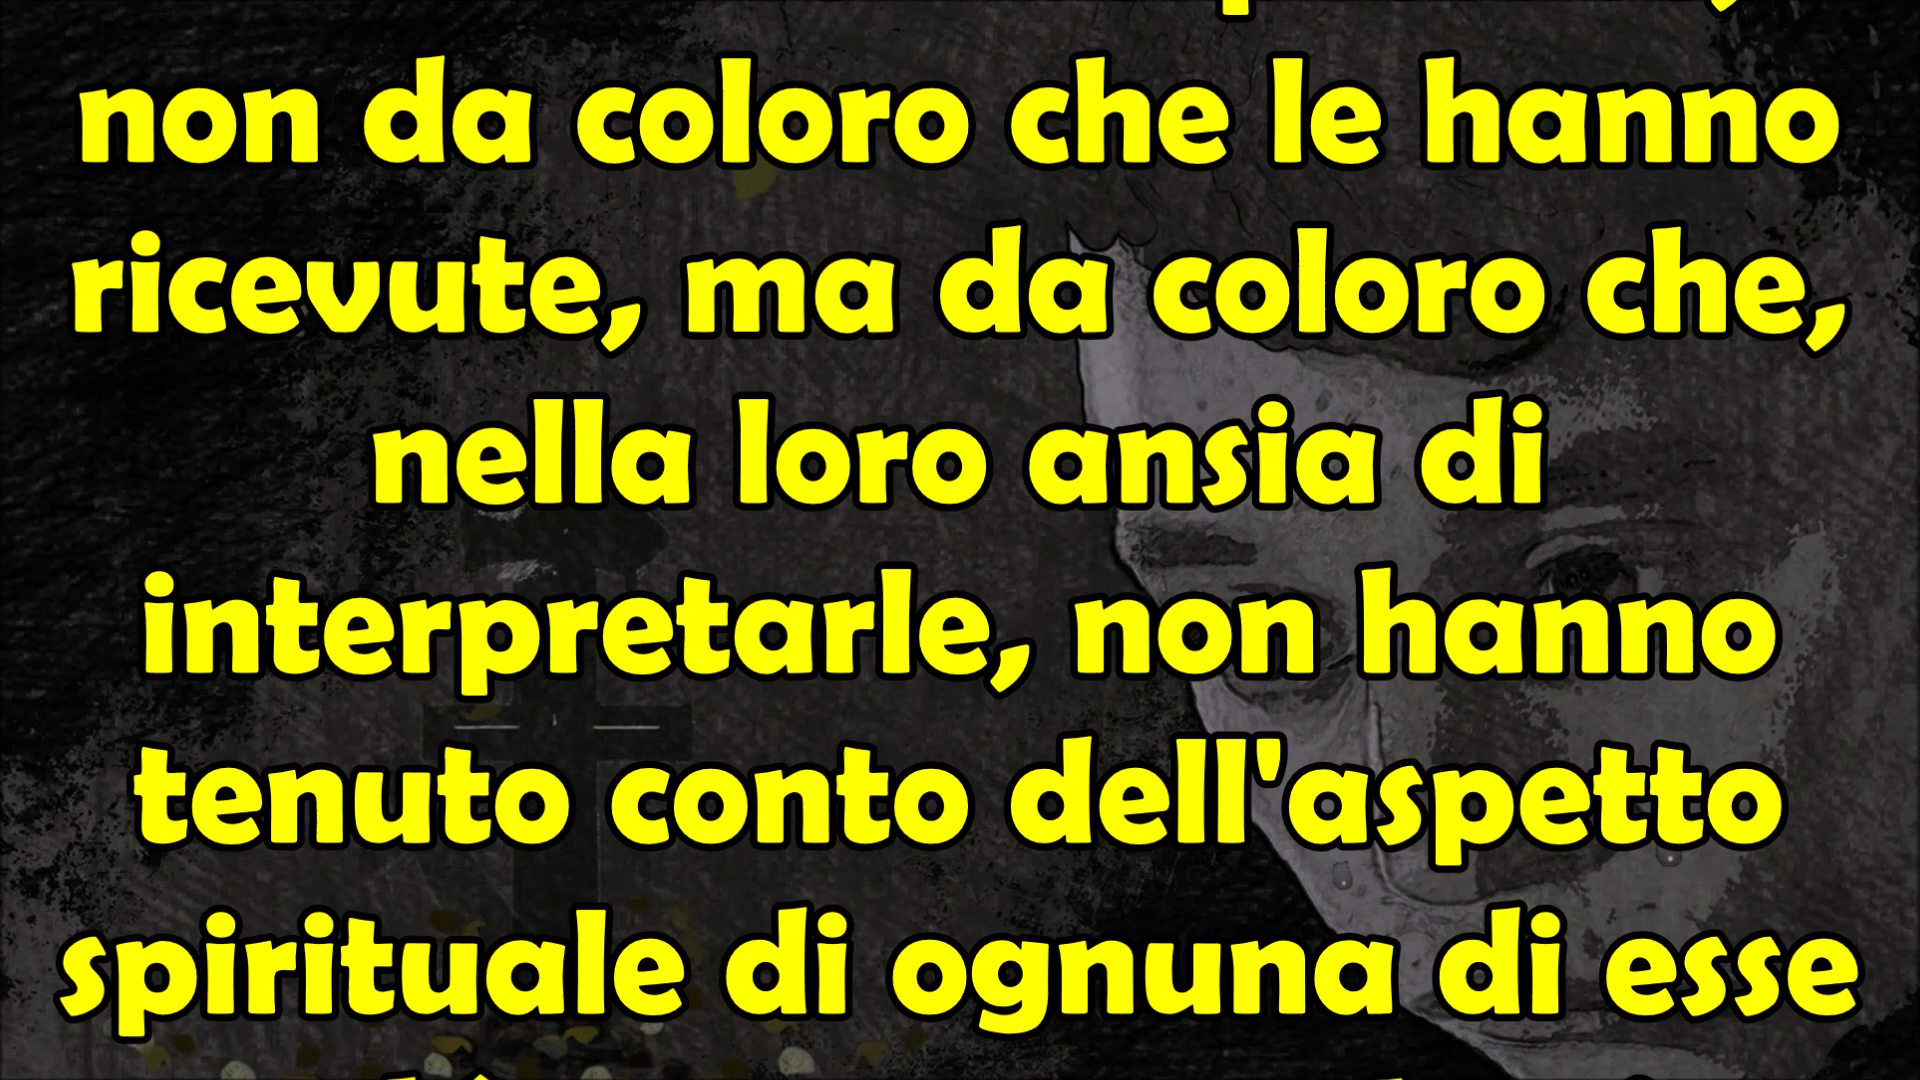 non da coloro che le hanno
ricevute, ma da coloro che,
nella loro ansia di
interpretarle, non hanno
tenuto conto dell'aspetto
spirituale di ognuna di esse